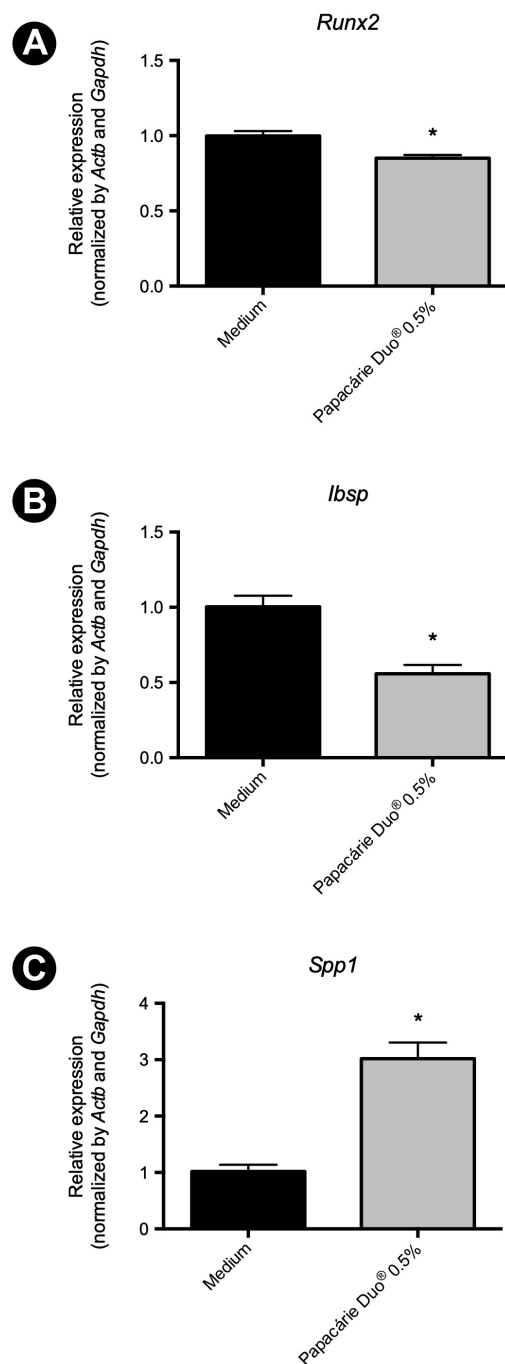 A
Runx2
Relative expression
(normalized by Actb and Gapdh)
1.5
1.0
0.5
0.0
*
Medium
Papacárie Duo® 0.5%
B
Ibsp
Relative expression
(normalized by Actb and Gapdh)
1.5
1.0
0.5
0.0
*
Medium
Papacárie Duo® 0.5%
C
Spp1
Relative expression
(normalized by Actb and Gapdh)
4
3
2
1
0
*
Medium
Papacárie Duo® 0.5%